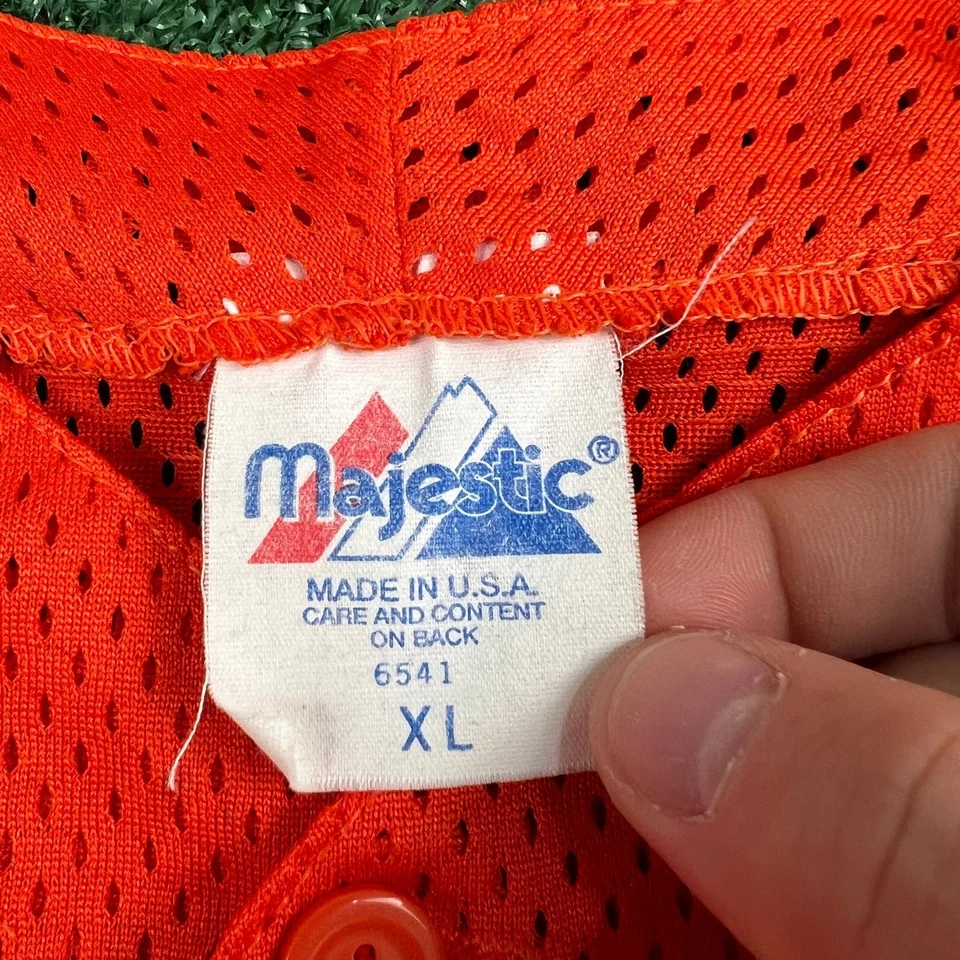 Majestic®
MADE IN U.S.A.
CARE AND CONTENT
ON BACK
6541
XL